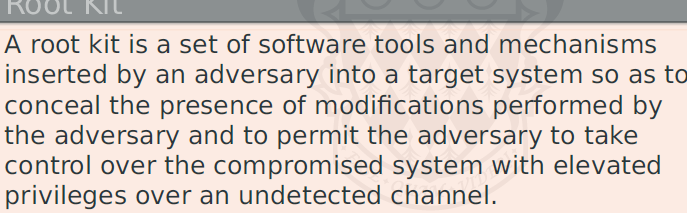 Root Kit
A root kit is a set of software tools and mechanisms
inserted by an adversary into a target system so as to
conceal the presence of modifications performed by
the adversary and to permit the adversary to take
control over the compromised system with elevated
privileges over an undetected channel.